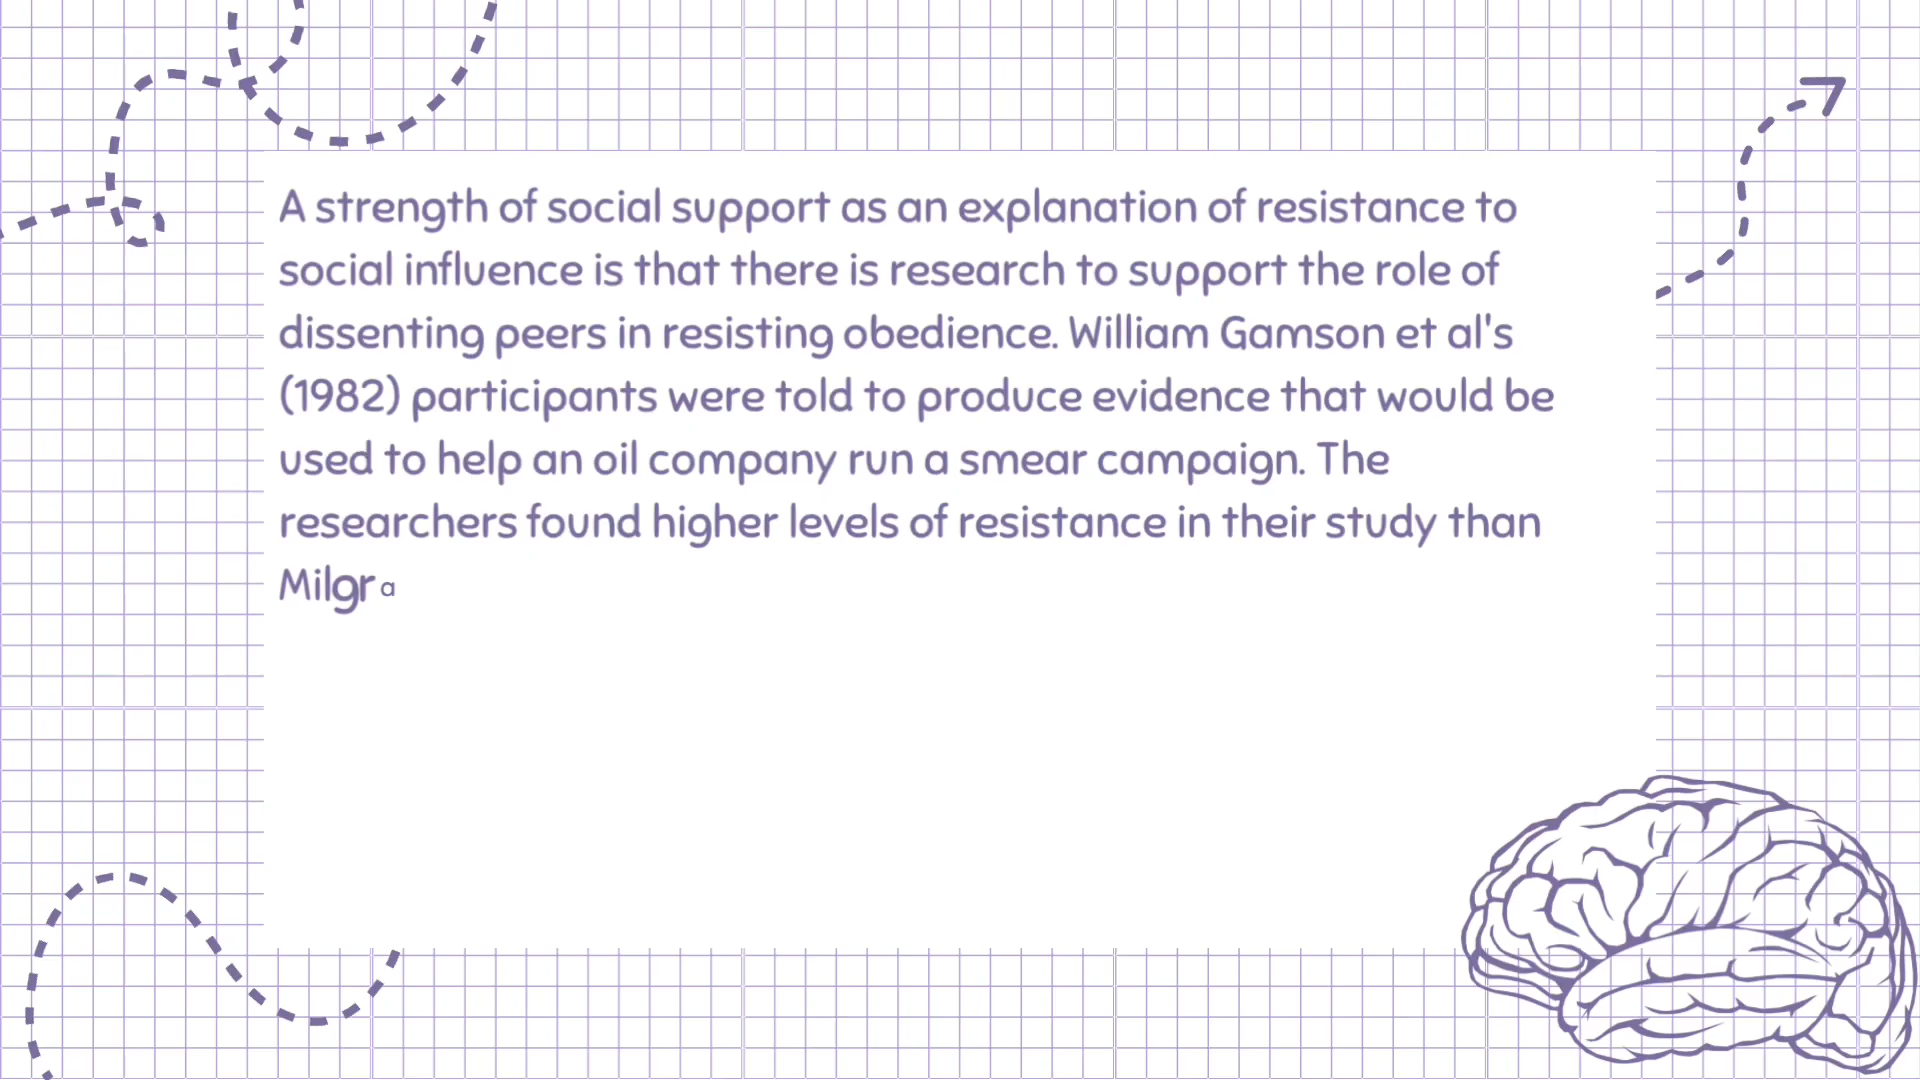 A strength of social support as an explanation of resistance to
social influence is that there is research to support the role of
dissenting peers in resisting obedience. William Gamson et al's
(1982) participants were told to produce evidence that would be
used to help an oil company run a smear campaign. The
researchers found higher levels of resistance in their study than
Milgra